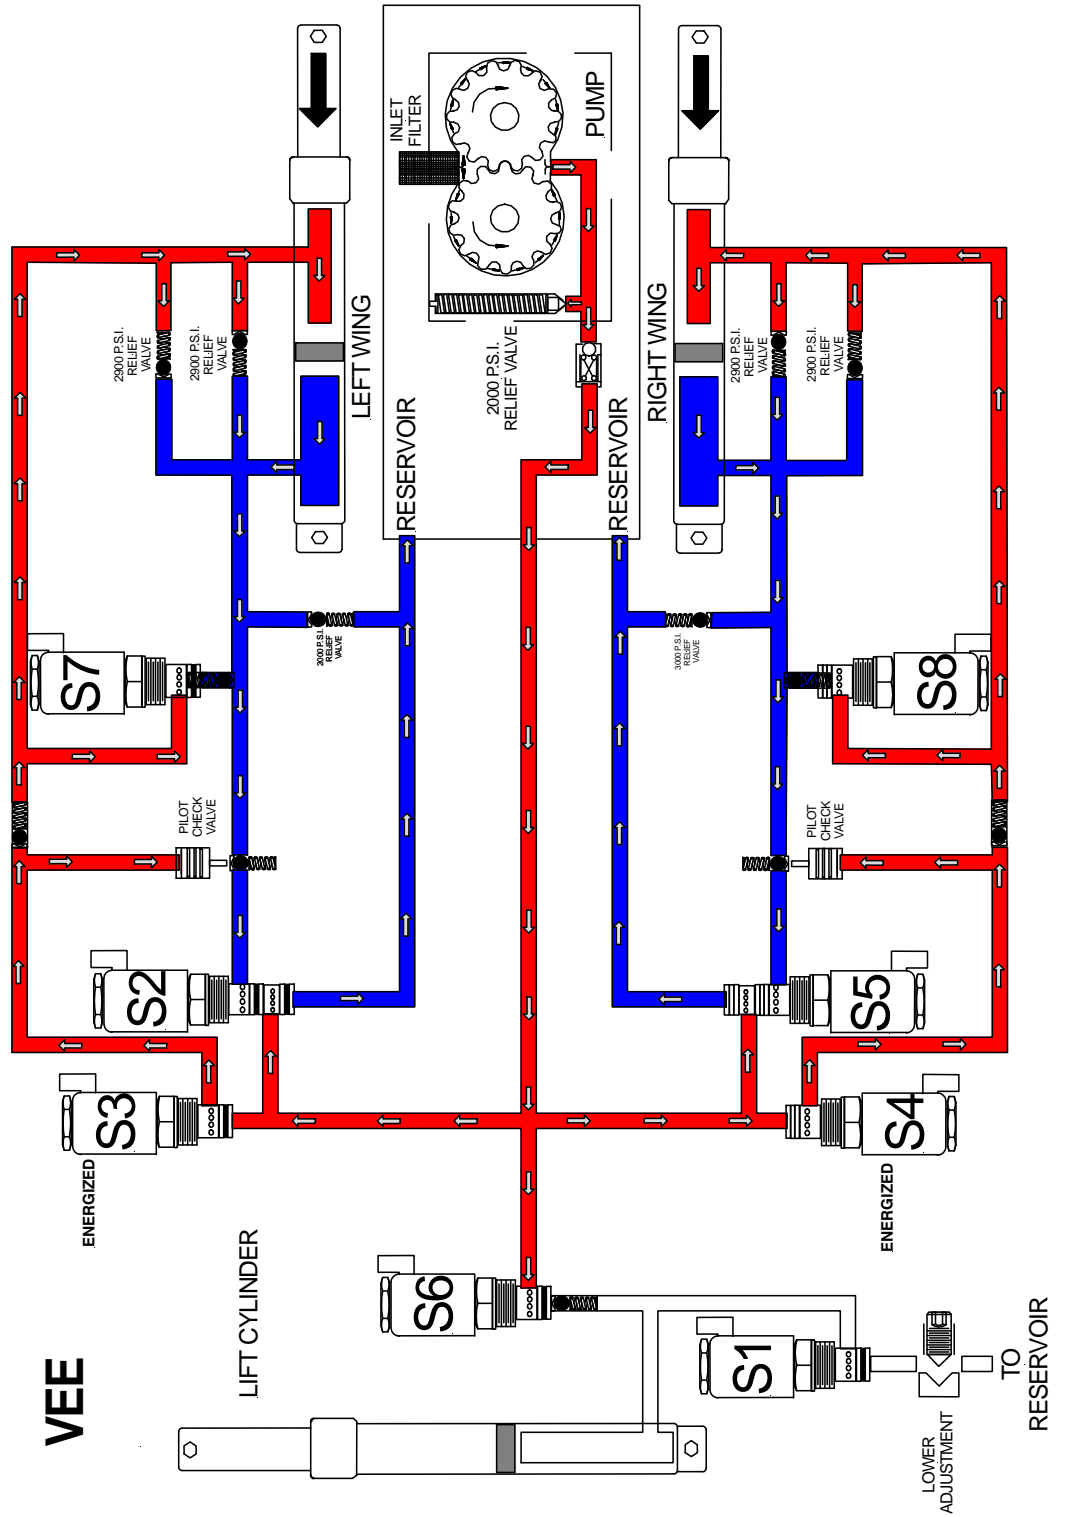 VEE
ENERGIZED
S3
S2
S7
PILOT
CHECK
VALVE
2900 P.S.I.
RELIEF
VALVE
2900 P.S.I.
RELIEF
VALVE
LIFT CYLINDER
3000 P.S.I.
RELIEF
VALVE
LEFT WING
RESERVOIR
INLET
FILTER
S6
2000 P.S.I.
RELIEF VALVE
PUMP
RESERVOIR
RIGHT WING
3000 P.S.I.
RELIEF
VALVE
S1
2900 P.S.I.
RELIEF
VALVE
2900 P.S.I.
RELIEF
VALVE
PILOT
CHECK
VALVE
S5
S4
S8
ENERGIZED
LOWER
ADJUSTMENT
TO
RESERVOIR